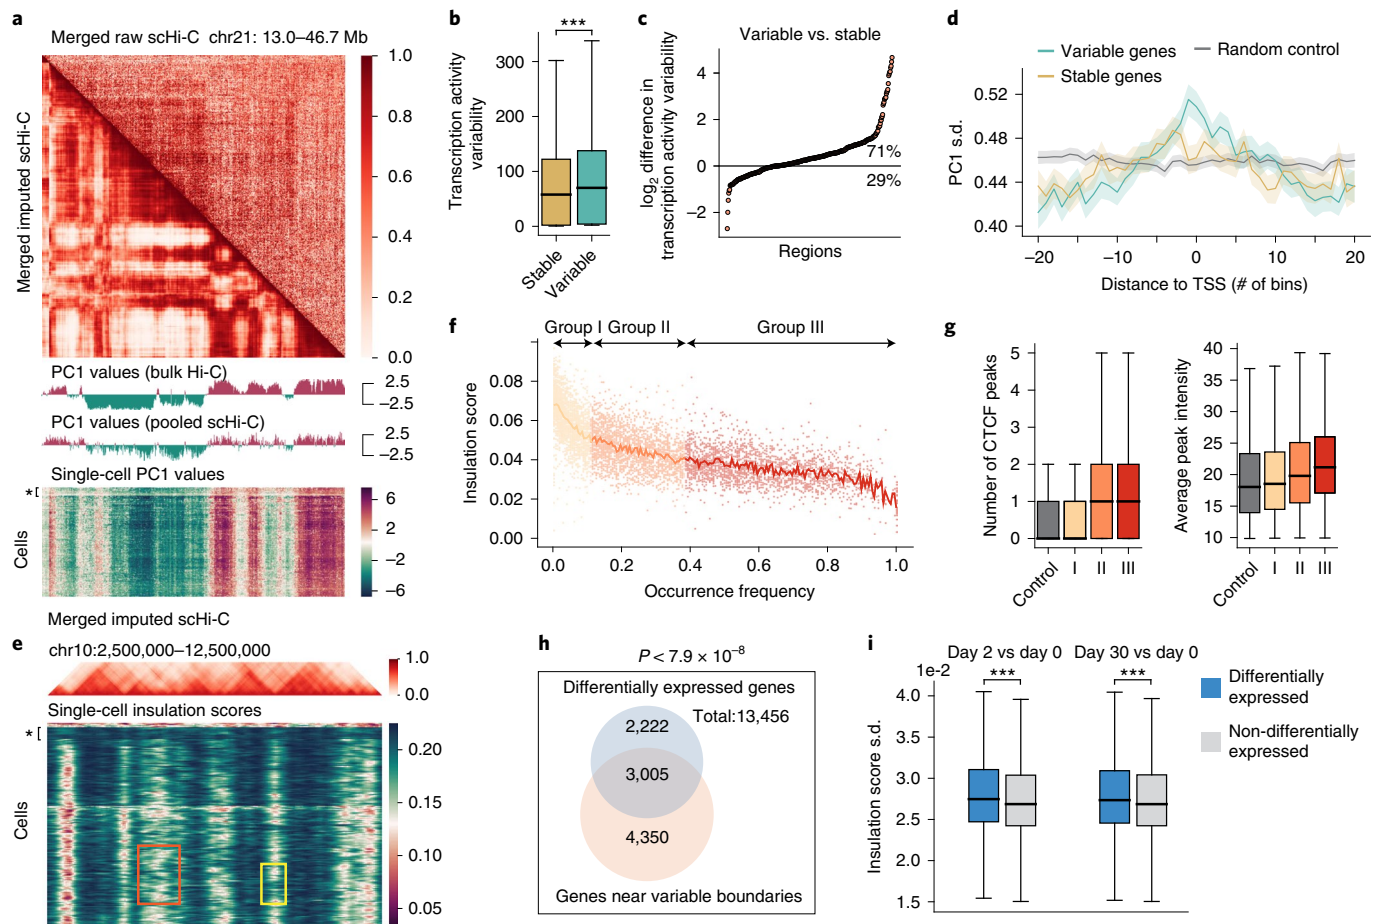 a
Merged raw scHi-C chr21: 13.0–46.7 Mb
Merged imputed scHi-C
1.0
0.8
0.6
0.4
0.2
0.0
PC1 values (bulk Hi-C)
2.5
−2.5
PC1 values (pooled scHi-C)
2.5
−2.5
Single-cell PC1 values
*
Cells
6
2
−2
−6
b
***
Transcription activity
variability
300
200
100
0
Stable
Variable
c
Variable vs. stable
log2 difference in
transcription activity variability
4
2
0
−2
71%
29%
Regions
d
Variable genes
Random control
Stable genes
PC1 s.d.
0.52
0.48
0.44
0.40
−20
−10
0
10
20
Distance to TSS (# of bins)
Merged imputed scHi-C
e
chr10:2,500,000–12,500,000
1.0
0.0
Single-cell insulation scores
*
Cells
0.20
0.15
0.10
0.05
f
Group I
Group II
Group III
Insulation score
0.08
0.06
0.04
0.02
0.00
0.0
0.2
0.4
0.6
0.8
1.0
Occurrence frequency
g
Number of CTCF peaks
5
4
3
2
1
0
Control
I
II
III
Average peak intensity
40
35
30
25
20
15
10
Control
I
II
III
h
P < 7.9 × 10−8
Differentially expressed genes
Total:13,456
2,222
3,005
4,350
Genes near variable boundaries
i
Day 2 vs day 0
Day 30 vs day 0
1e-2
***
***
Insulation score s.d.
4.0
3.5
3.0
2.5
2.0
1.5
Differentially
expressed
Non-differentially
expressed